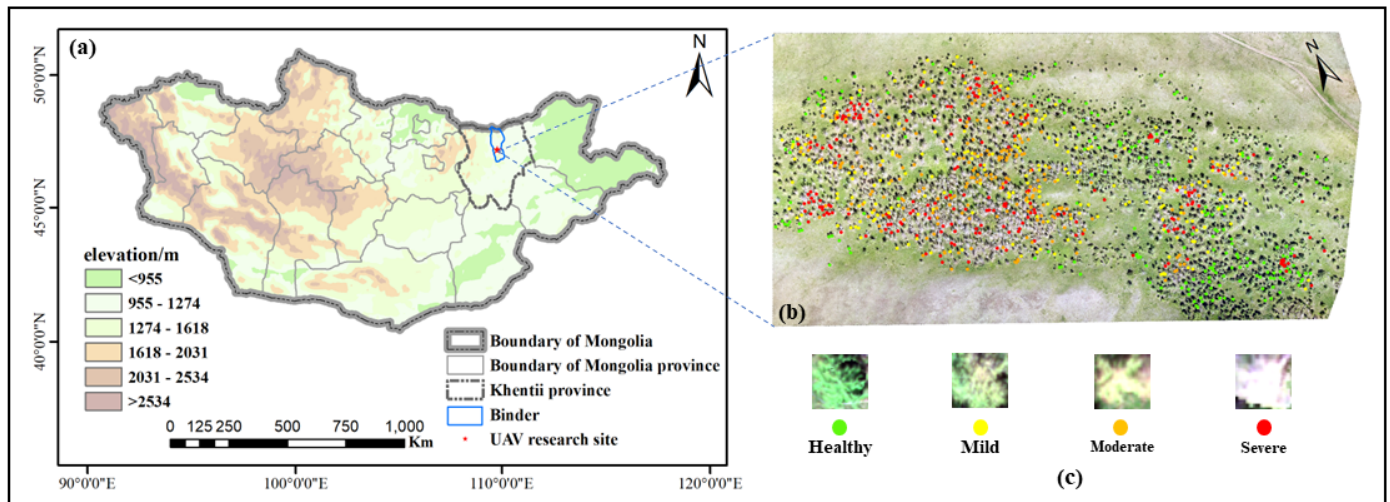 (a)
N
50°0'0"N
45°0'0"N
40°0'0"N
elevation/m
<955
955 - 1274
1274 - 1618
1618 - 2031
2031 - 2534
>2534
0 125 250 500 750 1,000
Km
Boundary of Mongolia
Boundary of Mongolia province
Khentii province
Binder
UAV research site
90°0'0"E
100°0'0"E
110°0'0"E
120°0'0"E
N
(b)
Healthy
Mild
Moderate
Severe
(c)